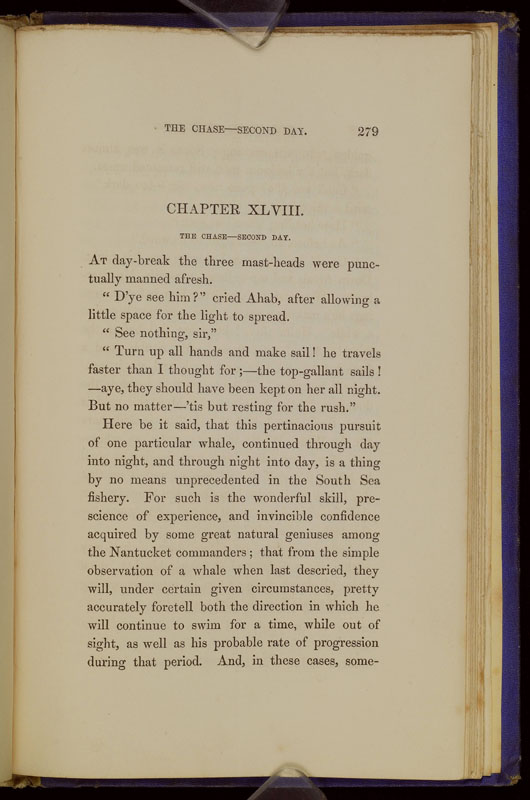 THE CHASE—SECOND DAY. 279
CHAPTER XLVIII.
THE CHASE—SECOND DAY.
AT day-break the three mast-heads were punc-
tually manned afresh.
“ D’ye see him ?” cried Ahab, after allowing a
little space for the light to spread.
“ See nothing, sir,”
“ Turn up all hands and make sail ! he travels
faster than I thought for ;—the top-gallant sails !
—aye, they should have been kept on her all night.
But no matter—’tis but resting for the rush.”
Here be it said, that this pertinacious pursuit
of one particular whale, continued through day
into night, and through night into day, is a thing
by no means unprecedented in the South Sea
fishery. For such is the wonderful skill, pre-
science of experience, and invincible confidence
acquired by some great natural geniuses among
the Nantucket commanders ; that from the simple
observation of a whale when last descried, they
will, under certain given circumstances, pretty
accurately foretell both the direction in which he
will continue to swim for a time, while out of
sight, as well as his probable rate of progression
during that period. And, in these cases, some-